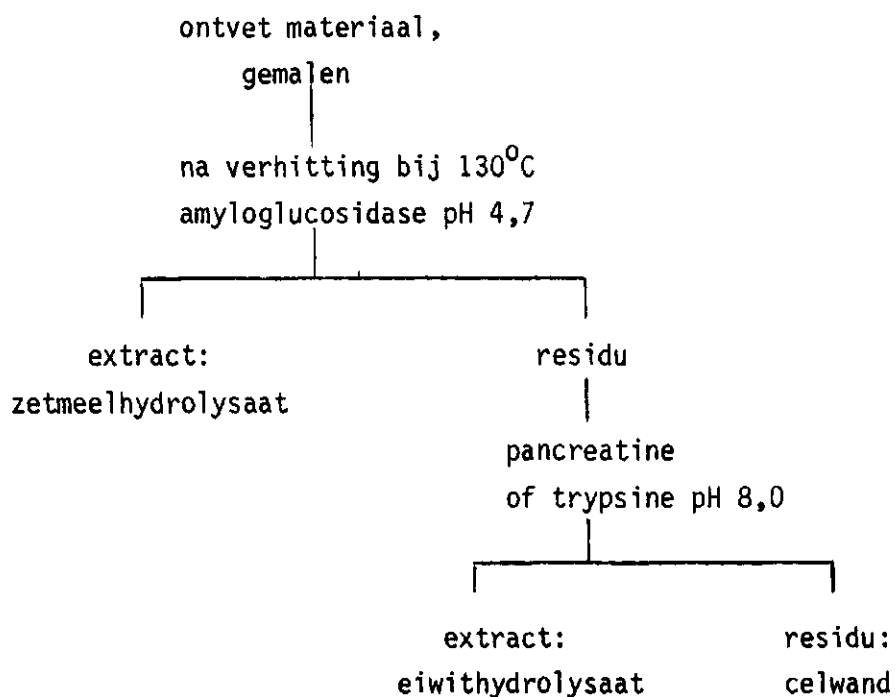 ontvet materiaal,
gemalen
na verhitting bij 130°C
amyloglucosidase pH 4,7
extract:
zetmeelhydrolysaat
residu
pancreatine
of trypsine pH 8,0
extract:
eiwithydrolysaat
residu:
celwand